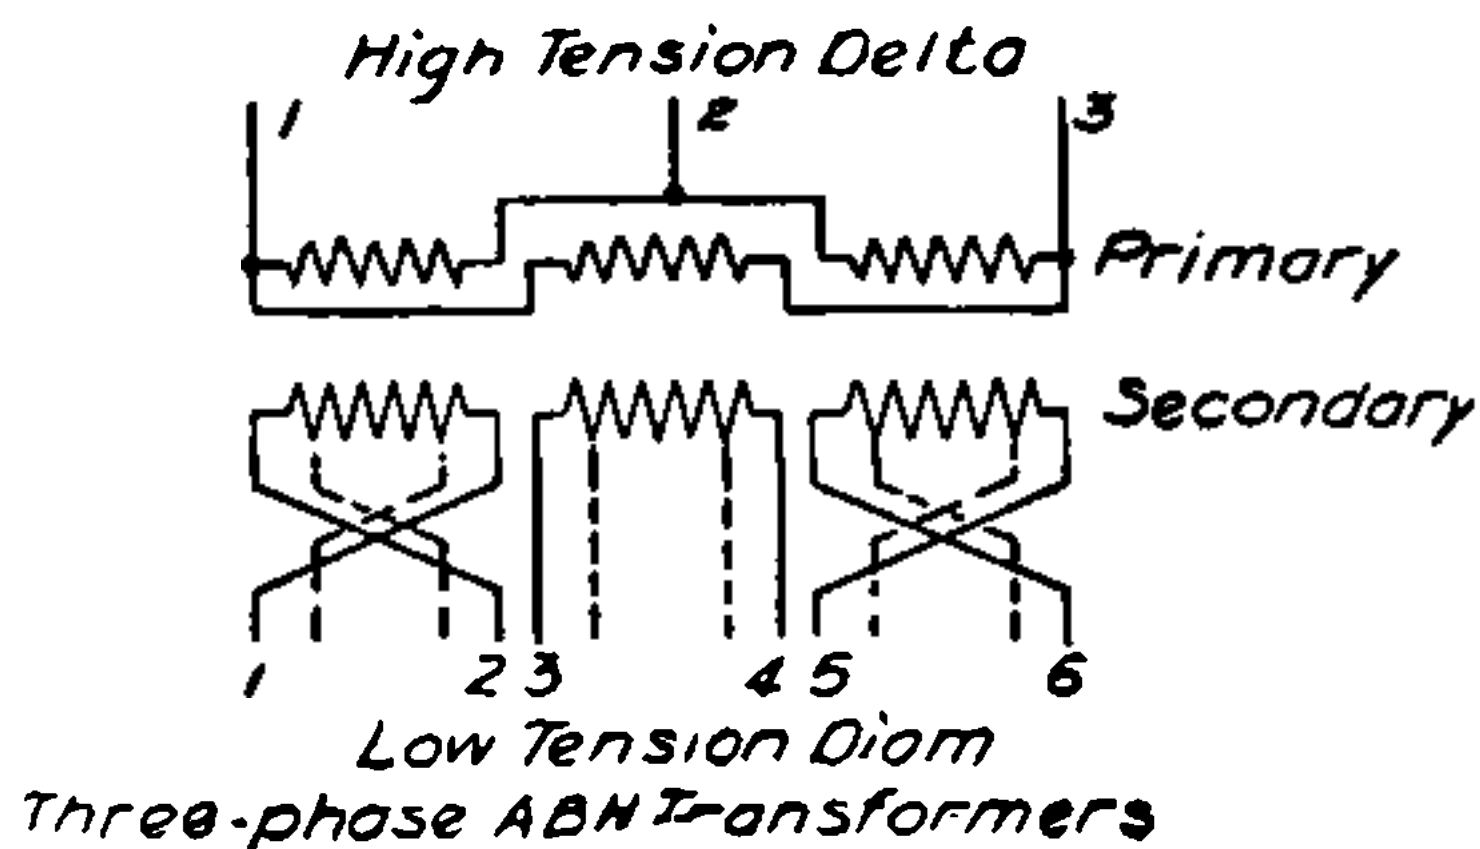 High Tension Delta
1 2 3
Primary
Secondary
1 2 3 4 5 6
Low Tension Diam
Three-phase ABH Transformers